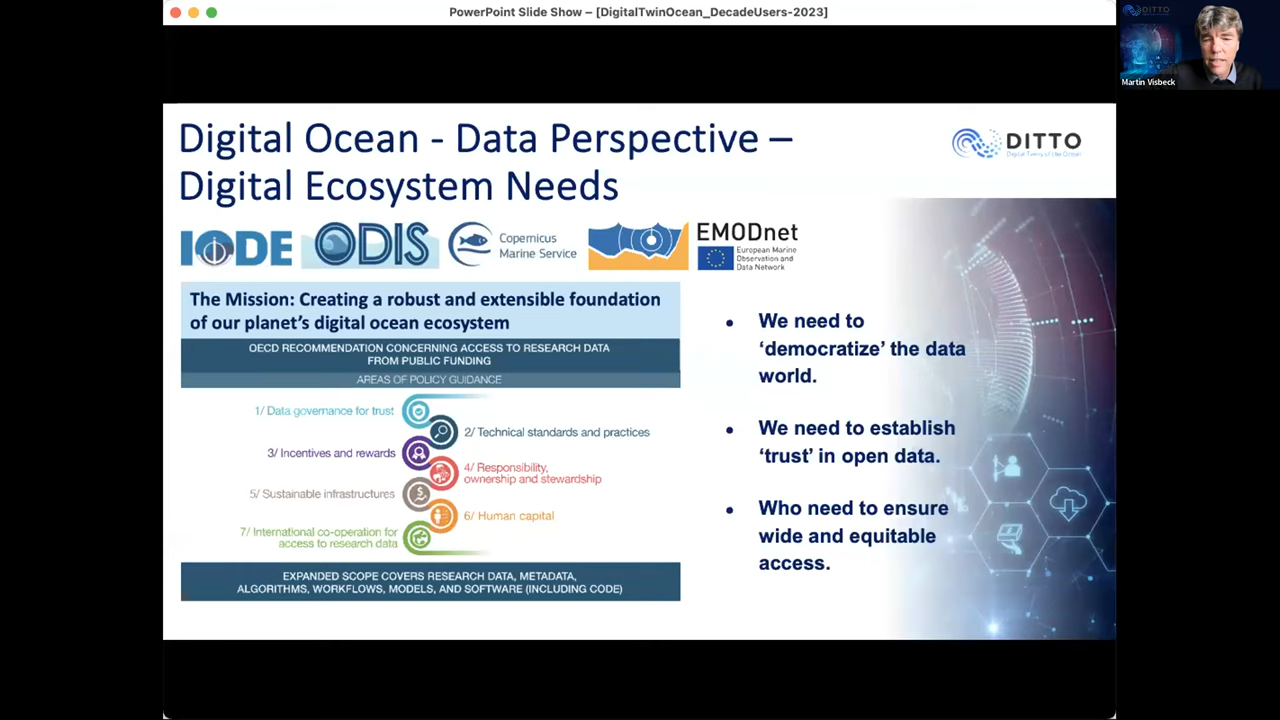 PowerPoint Slide Show – [DigitalTwinOcean_DecadeUsers-2023]
DITTO
Martin Visbeck
Digital Ocean - Data Perspective –
Digital Ecosystem Needs
DITTO
Digital Twins of the Ocean
IODE
ODIS
Copernicus
Marine Service
EMODnet
European Marine
Observation and
Data Network
The Mission: Creating a robust and extensible foundation
of our planet's digital ocean ecosystem
OECD RECOMMENDATION CONCERNING ACCESS TO RESEARCH DATA
FROM PUBLIC FUNDING
AREAS OF POLICY GUIDANCE
1/ Data governance for trust
2/ Technical standards and practices
3/ Incentives and rewards
4/ Responsibility,
ownership and stewardship
5/ Sustainable infrastructures
6/ Human capital
7/ International co-operation for
access to research data
EXPANDED SCOPE COVERS RESEARCH DATA, METADATA,
ALGORITHMS, WORKFLOWS, MODELS, AND SOFTWARE (INCLUDING CODE)
• We need to
‘democratize’ the data
world.
• We need to establish
‘trust’ in open data.
• Who need to ensure
wide and equitable
access.